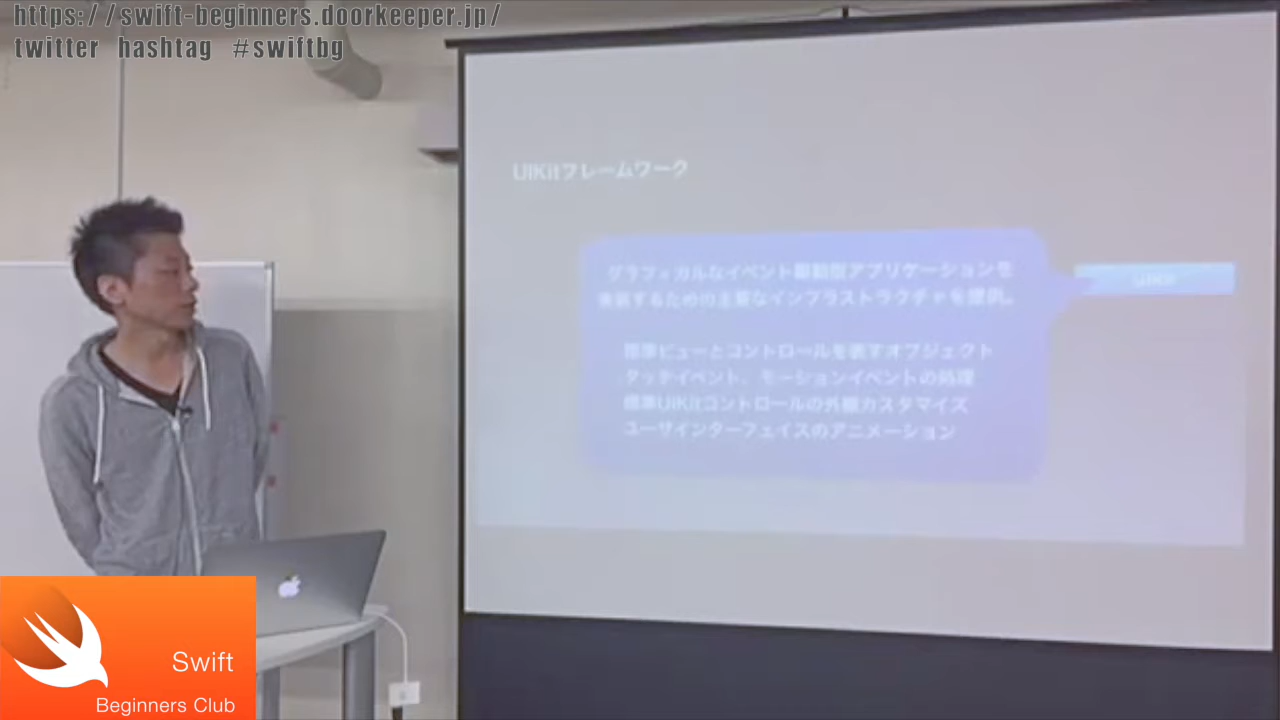 https://swift-beginners.doorkeeper.jp/
twitter hashtag #swiftbg
UIKitフレームワーク
グラフィカルなイベント駆動型アプリケーションを
実装するための主要なインフラストラクチャを提供。
UIKit
標準ビューとコントロールを表すオブジェクト
タッチイベント、モーションイベントの処理
標準UIKitコントロールの外観カスタマイズ
ユーザインターフェイスのアニメーション
Swift
Beginners Club